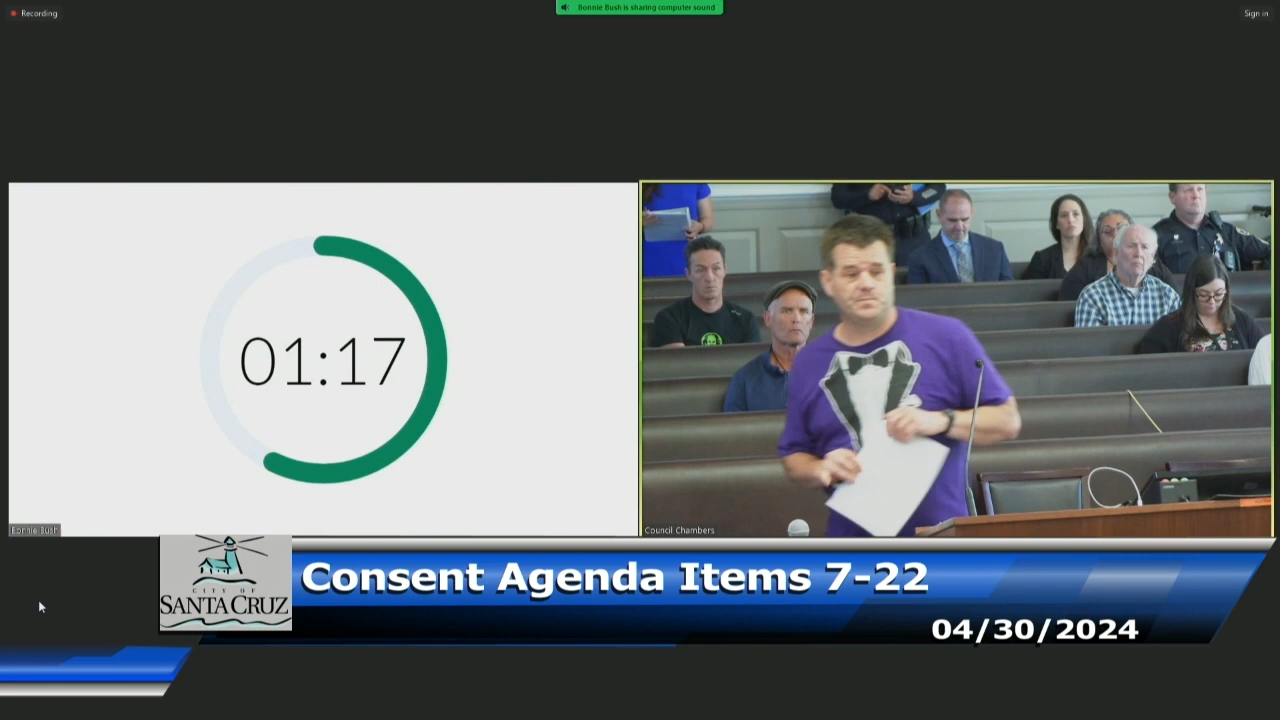 Recording
Bonnie Bush is sharing computer sound
Sign in
01:17
Bonnie Bush
Council Chambers
CITY OF
SANTA CRUZ
Consent Agenda Items 7-22
04/30/2024